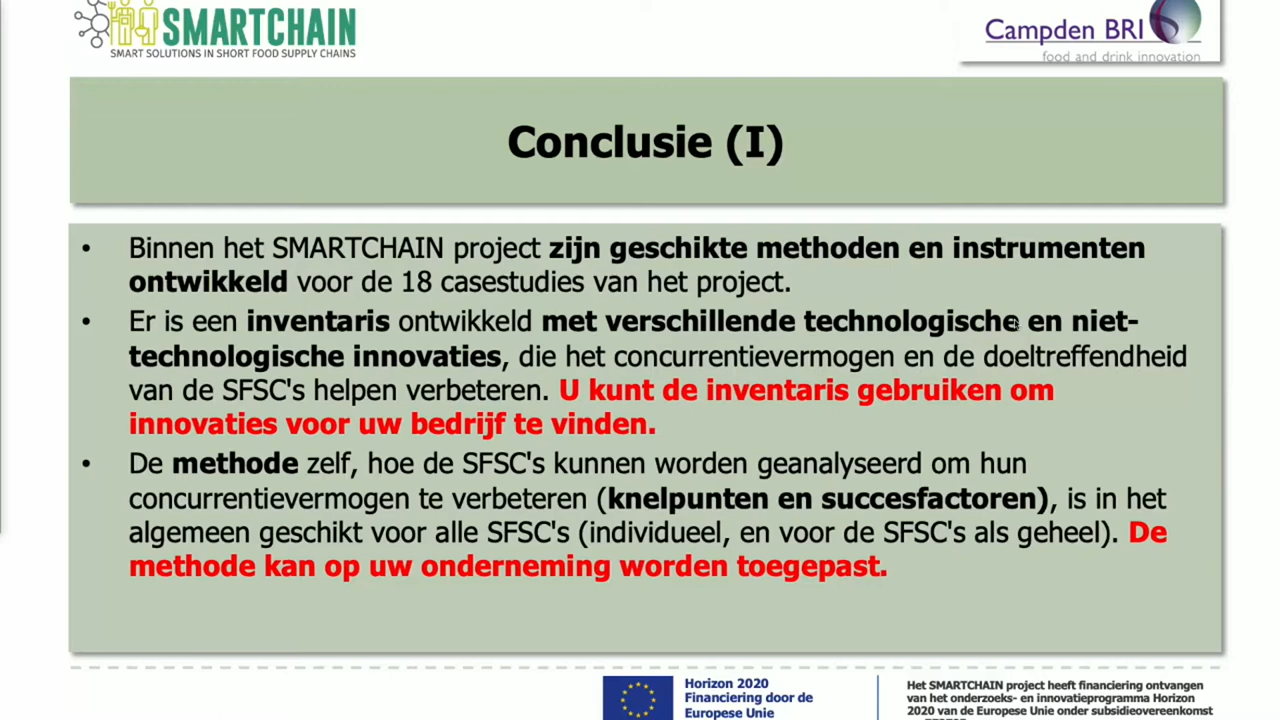 SMARTCHAIN
SMART SOLUTIONS IN SHORT FOOD SUPPLY CHAINS
Campden BRI
food and drink innovation
Conclusie (I)
• Binnen het SMARTCHAIN project zijn geschikte methoden en instrumenten
ontwikkeld voor de 18 casestudies van het project.
• Er is een inventaris ontwikkeld met verschillende technologische en niet-
technologische innovaties, die het concurrentievermogen en de doeltreffendheid
van de SFSC's helpen verbeteren. U kunt de inventaris gebruiken om
innovaties voor uw bedrijf te vinden.
• De methode zelf, hoe de SFSC's kunnen worden geanalyseerd om hun
concurrentievermogen te verbeteren (knelpunten en succesfactoren), is in het
algemeen geschikt voor alle SFSC's (individueel, en voor de SFSC's als geheel). De
methode kan op uw onderneming worden toegepast.
Horizon 2020
Financiering door de
Europese Unie
Het SMARTCHAIN project heeft financiering ontvangen
van het onderzoeks- en innovatieprogramma Horizon
2020 van de Europese Unie onder subsidieovereenkomst